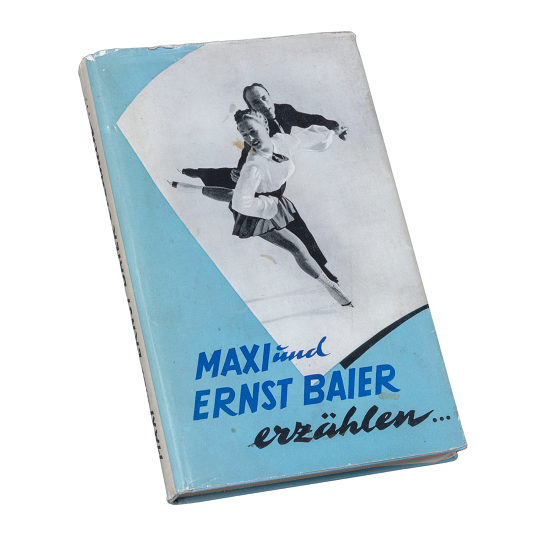 MAXI und
ERNST BAIER
erzählen...